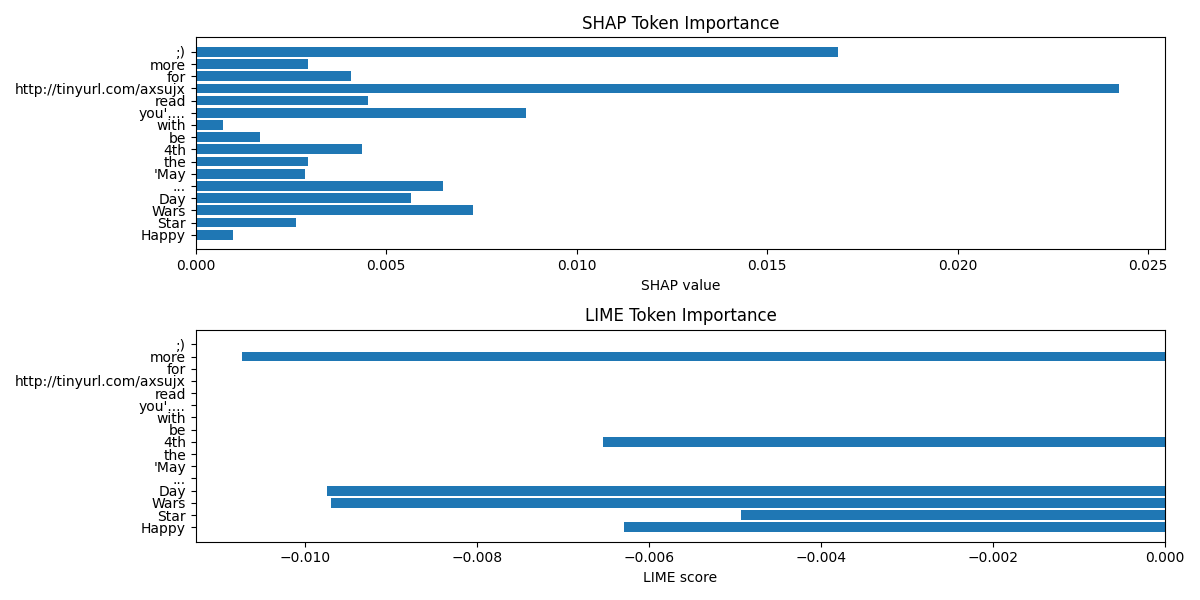 SHAP Token Importance
;)
more
for
http://tinyurl.com/axsujx
read
you'....
with
be
4th
the
'May
...
Day
Wars
Star
Happy
0.000 0.005 0.010 0.015 0.020 0.025
SHAP value
LIME Token Importance
;)
more
for
http://tinyurl.com/axsujx
read
you'....
with
be
4th
the
'May
...
Day
Wars
Star
Happy
−0.010 −0.008 −0.006 −0.004 −0.002 0.000
LIME score